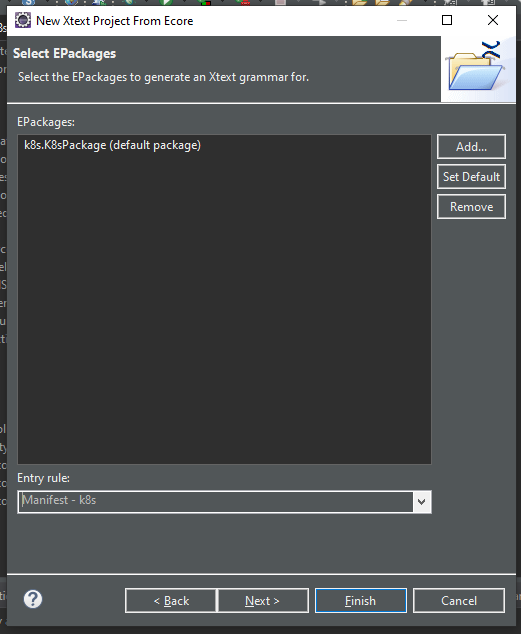 New Xtext Project From Ecore
Select EPackages
Select the EPackages to generate an Xtext grammar for.
EPackages:
k8s.K8sPackage (default package)
Add...
Set Default
Remove
Entry rule:
Manifest - k8s
?
< Back
Next >
Finish
Cancel